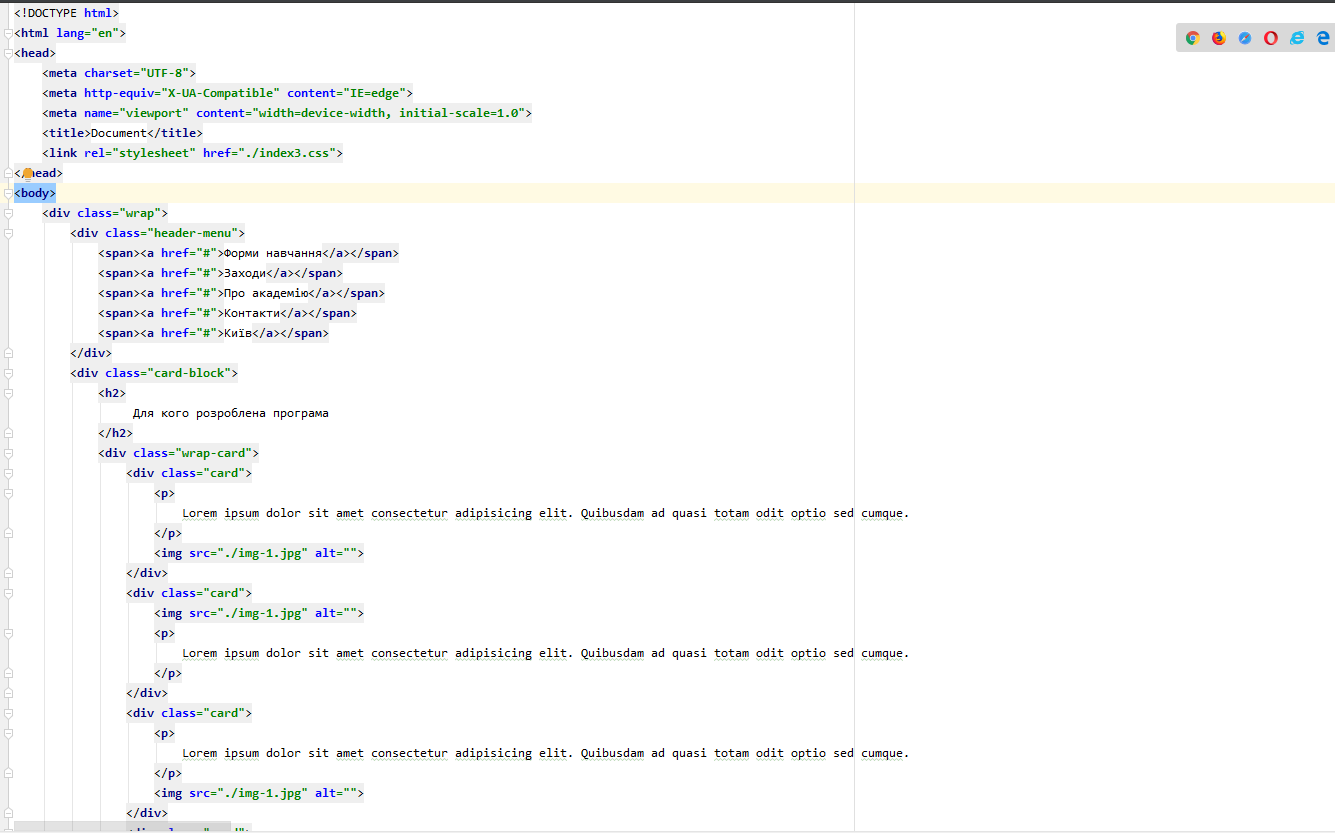 <!DOCTYPE html>
<html lang="en">
<head>
<meta charset="UTF-8">
<meta http-equiv="X-UA-Compatible" content="IE=edge">
<meta name="viewport" content="width=device-width, initial-scale=1.0">
<title>Document</title>
<link rel="stylesheet" href="./index3.css">
</head>
<body>
<div class="wrap">
<div class="header-menu">
<span><a href="#">Форми навчання</a></span>
<span><a href="#">Заходи</a></span>
<span><a href="#">Про академію</a></span>
<span><a href="#">Контакти</a></span>
<span><a href="#">Київ</a></span>
</div>
<div class="card-block">
<h2>
Для кого розроблена програма
</h2>
<div class="wrap-card">
<div class="card">
<p>
Lorem ipsum dolor sit amet consectetur adipisicing elit. Quibusdam ad quasi totam odit optio sed cumque.
</p>
<img src="./img-1.jpg" alt="">
</div>
<div class="card">
<img src="./img-1.jpg" alt="">
<p>
Lorem ipsum dolor sit amet consectetur adipisicing elit. Quibusdam ad quasi totam odit optio sed cumque.
</p>
</div>
<div class="card">
<p>
Lorem ipsum dolor sit amet consectetur adipisicing elit. Quibusdam ad quasi totam odit optio sed cumque.
</p>
<img src="./img-1.jpg" alt="">
</div>